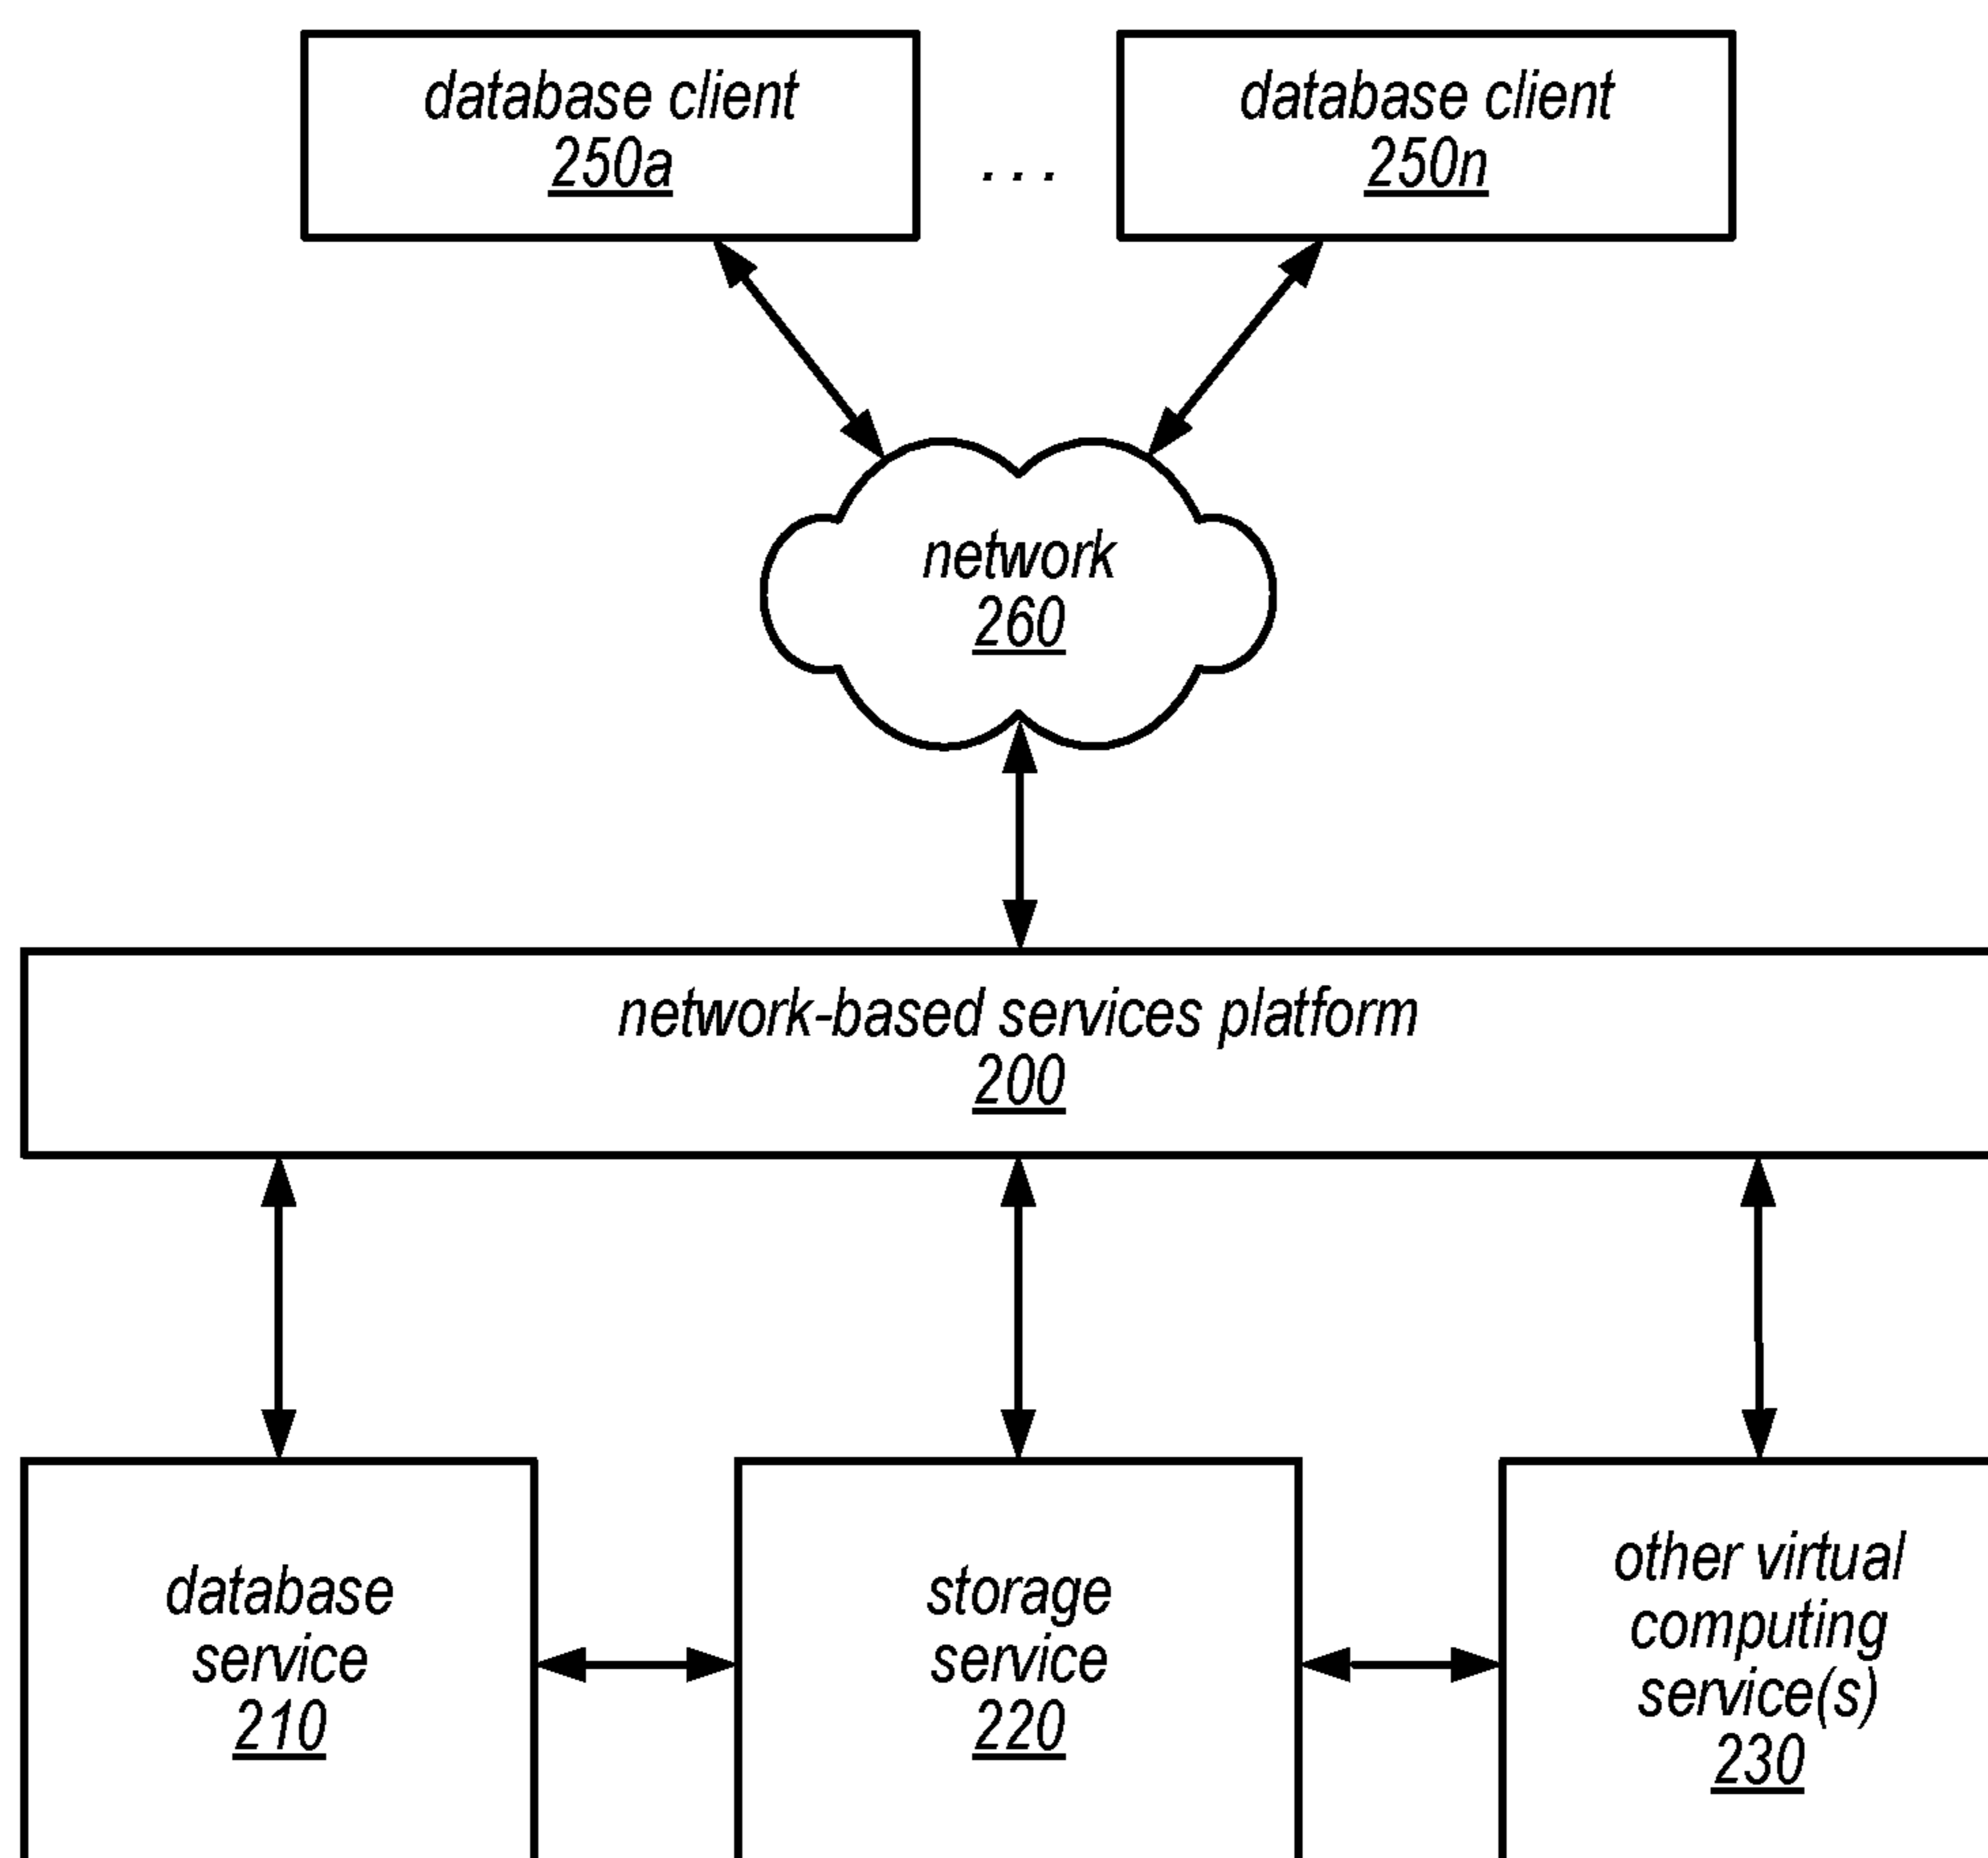 database client
250a
. . .
database client
250n
network
260
network-based services platform
200
database
service
210
storage
service
220
other virtual
computing
service(s)
230